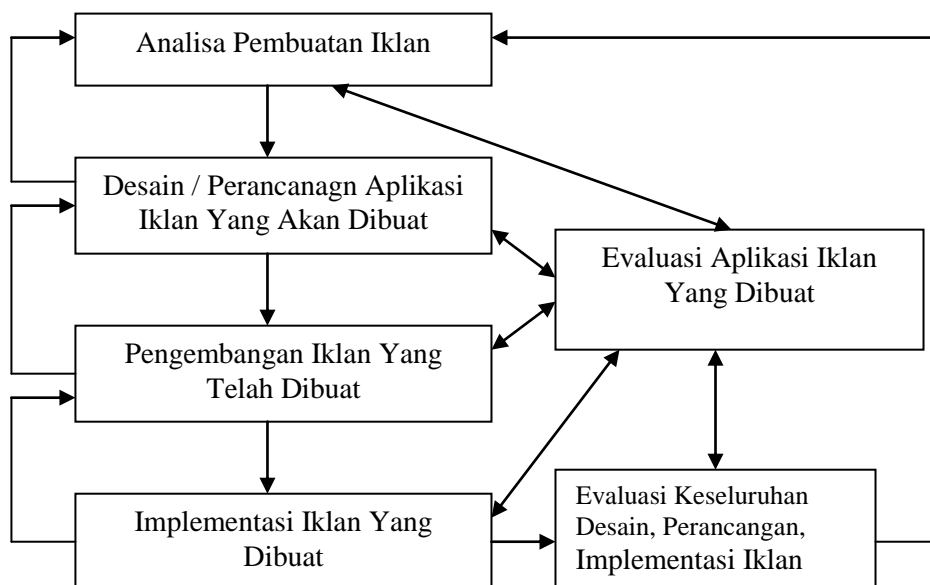 Analisa Pembuatan Iklan
Desain / Perancanagn Aplikasi
Iklan Yang Akan Dibuat
Evaluasi Aplikasi Iklan
Yang Dibuat
Pengembangan Iklan Yang
Telah Dibuat
Implementasi Iklan Yang
Dibuat
Evaluasi Keseluruhan
Desain, Perancangan,
Implementasi Iklan